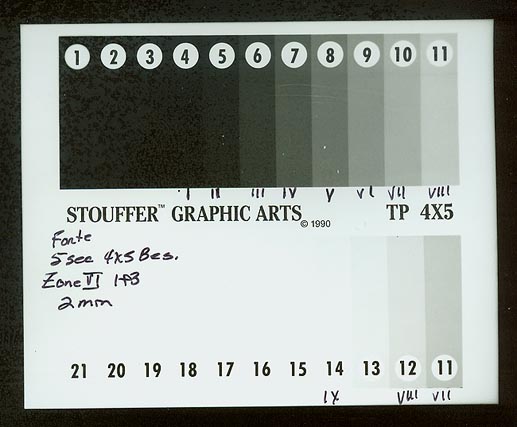 1 2 3 4 5 6 7 8 9 10 11
I II III IV V VI VII VIII
STOUFFER™ GRAPHIC ARTS © 1990 TP 4X5
Forte
5 sec 4x5 Bes.
Zone VI 1+3
2 min
21 20 19 18 17 16 15 14 13 12 11
IX VIII VII